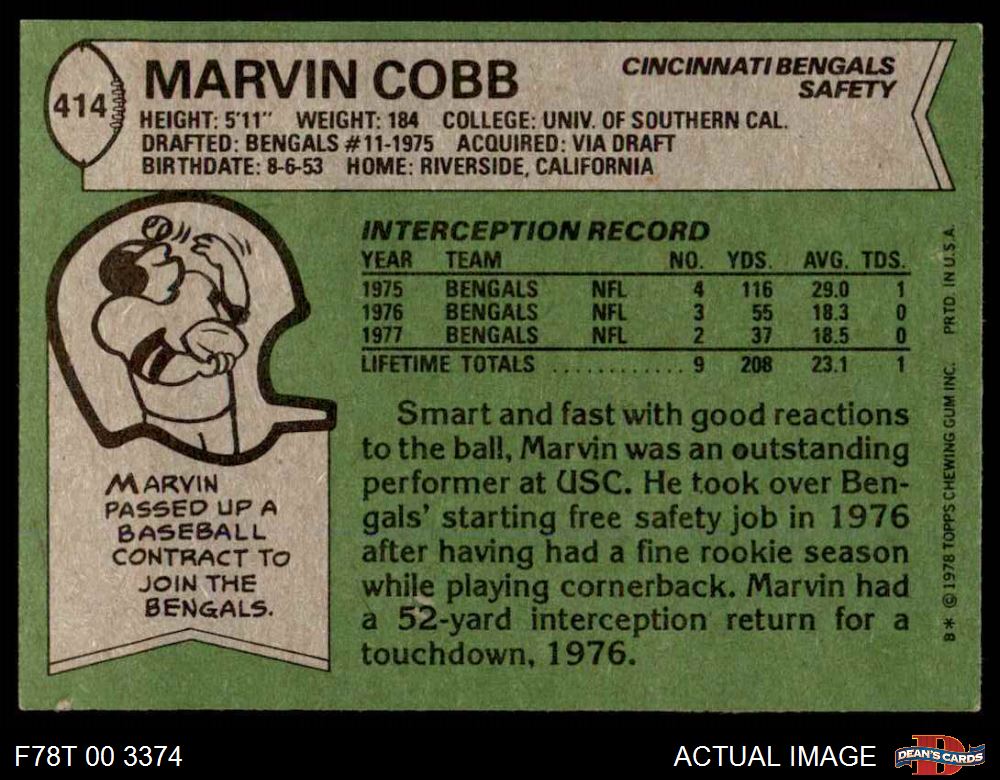 414
MARVIN COBB
CINCINNATI BENGALS
SAFETY
HEIGHT: 5'11" WEIGHT: 184 COLLEGE: UNIV. OF SOUTHERN CAL.
DRAFTED: BENGALS #11-1975 ACQUIRED: VIA DRAFT
BIRTHDATE: 8-6-53 HOME: RIVERSIDE, CALIFORNIA
INTERCEPTION RECORD
YEAR TEAM NO. YDS. AVG. TDS.
1975 BENGALS NFL 4 116 29.0 1
1976 BENGALS NFL 3 55 18.3 0
1977 BENGALS NFL 2 37 18.5 0
LIFETIME TOTALS ............ 9 208 23.1 1
Smart and fast with good reactions
to the ball, Marvin was an outstanding
performer at USC. He took over Ben-
gals' starting free safety job in 1976
after having had a fine rookie season
while playing cornerback. Marvin had
a 52-yard interception return for a
touchdown, 1976.
MARVIN
PASSED UP A
BASEBALL
CONTRACT TO
JOIN THE
BENGALS.
B* © 1978 TOPPS CHEWING GUM INC. PRTD. IN U.S.A.
F78T 00 3374
ACTUAL IMAGE
D
DEAN'S CARDS